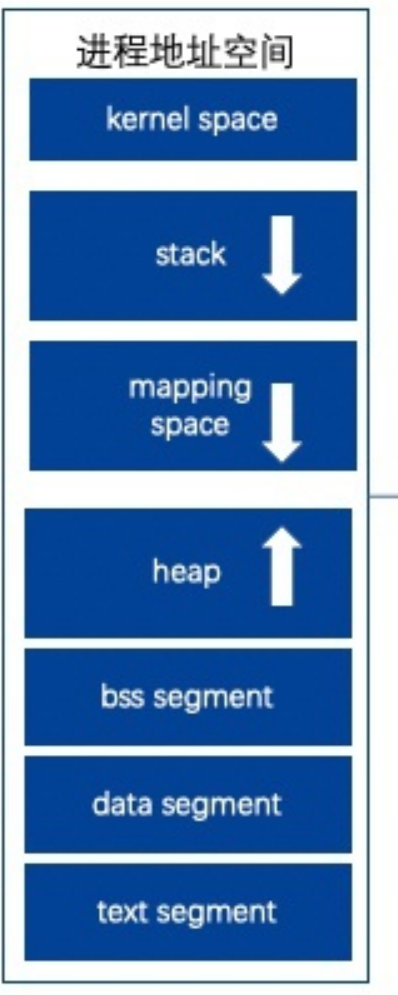 进程地址空间
kernel space
stack
mapping
space
heap
bss segment
data segment
text segment